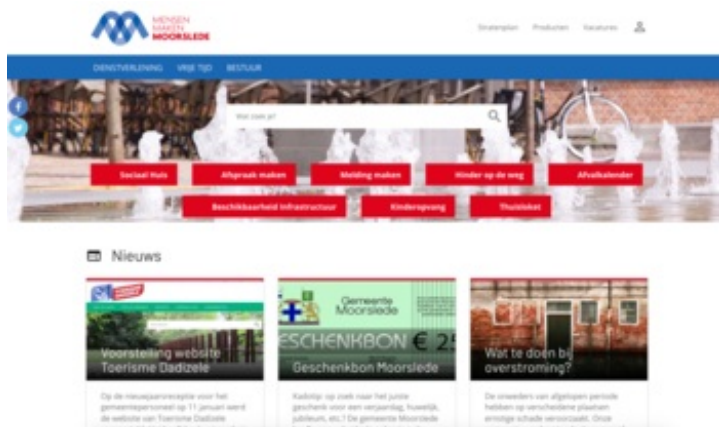 MENSEN
MAKEN
MOORSLEDE
Stratenplan Producten Vacatures
DIENSTVERLENING VRIJE TIJD BESTUUR
Wat zoek je?
Sociaal Huis Afspraak maken Melding maken Hinder op de weg Afvalkalender
Beschikbaarheid Infrastructuur Kinderopvang Thuisloket
Nieuws
Voorstelling website
Toerisme Dadizele
Op de nieuwjaarsreceptie voor het
gemeentepersoneel op 11 januari werd
de website van Toerisme Dadizele
Gemeente
Moorslede
GESCHENKBON € 25
Geschenkbon Moorslede
Kadotip: op zoek naar het juiste
geschenk voor een verjaardag, huwelijk,
jubileum, etc.? De gemeente Moorslede
Wat te doen bij
overstroming?
De onweders van afgelopen periode
hebben op verscheidene plaatsen
ernstige schade veroorzaakt. Onze